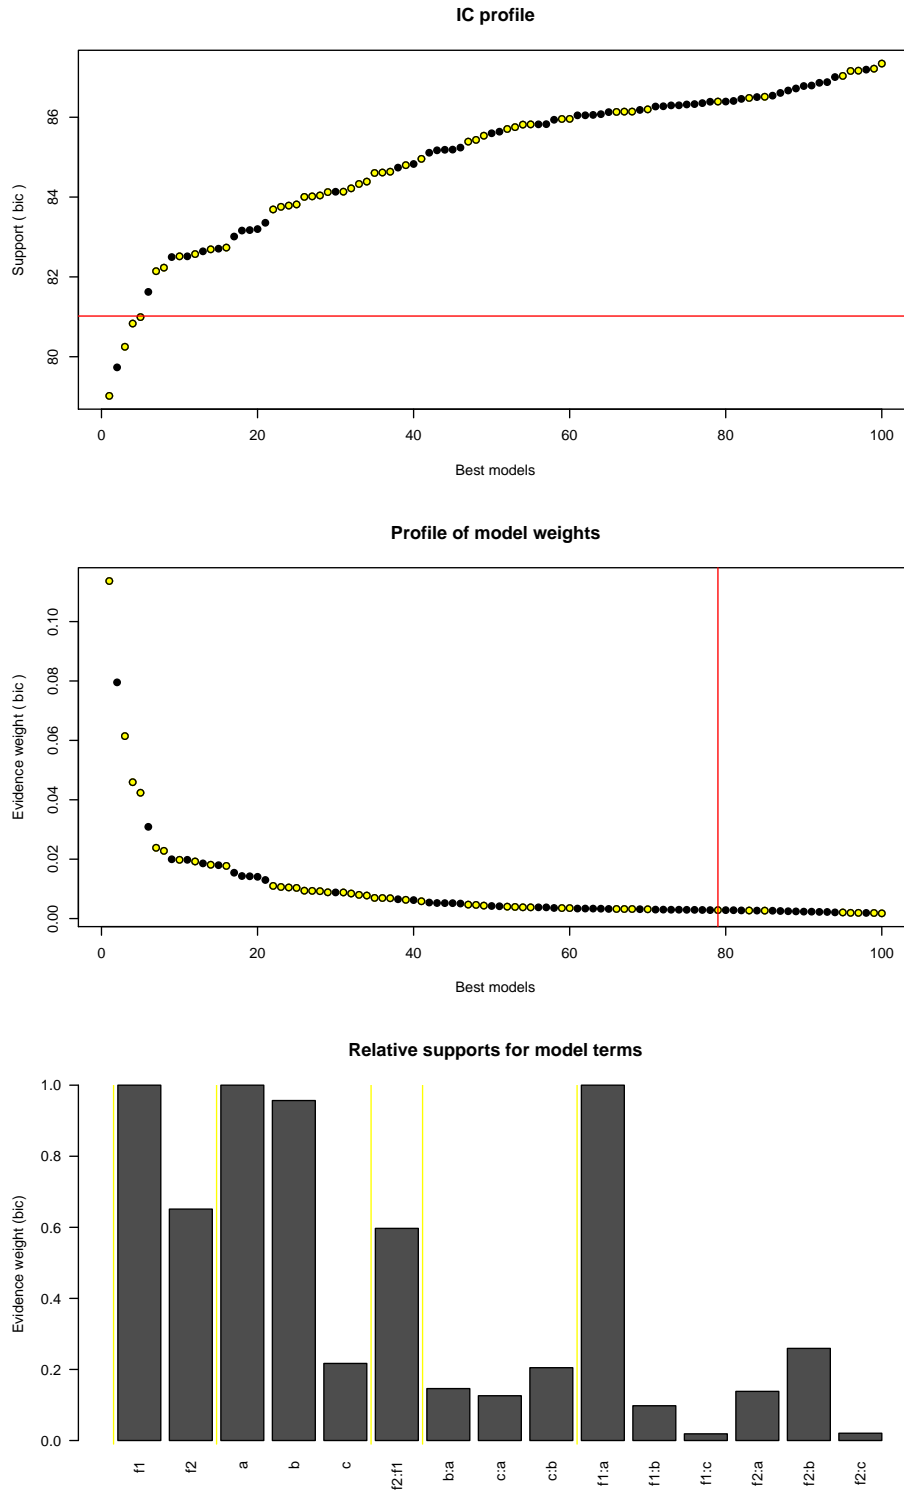 IC profile
Support ( bic )
86
84
82
80
0 20 40 60 80 100
Best models
Profile of model weights
Evidence weight ( bic )
0.10
0.08
0.06
0.04
0.02
0.00
0 20 40 60 80 100
Best models
Relative supports for model terms
Evidence weight (bic)
1.0
0.8
0.6
0.4
0.2
0.0
f1 f2 a b c f2:f1 b:a c:a c:b f1:a f1:b f1:c f2:a f2:b f2:c